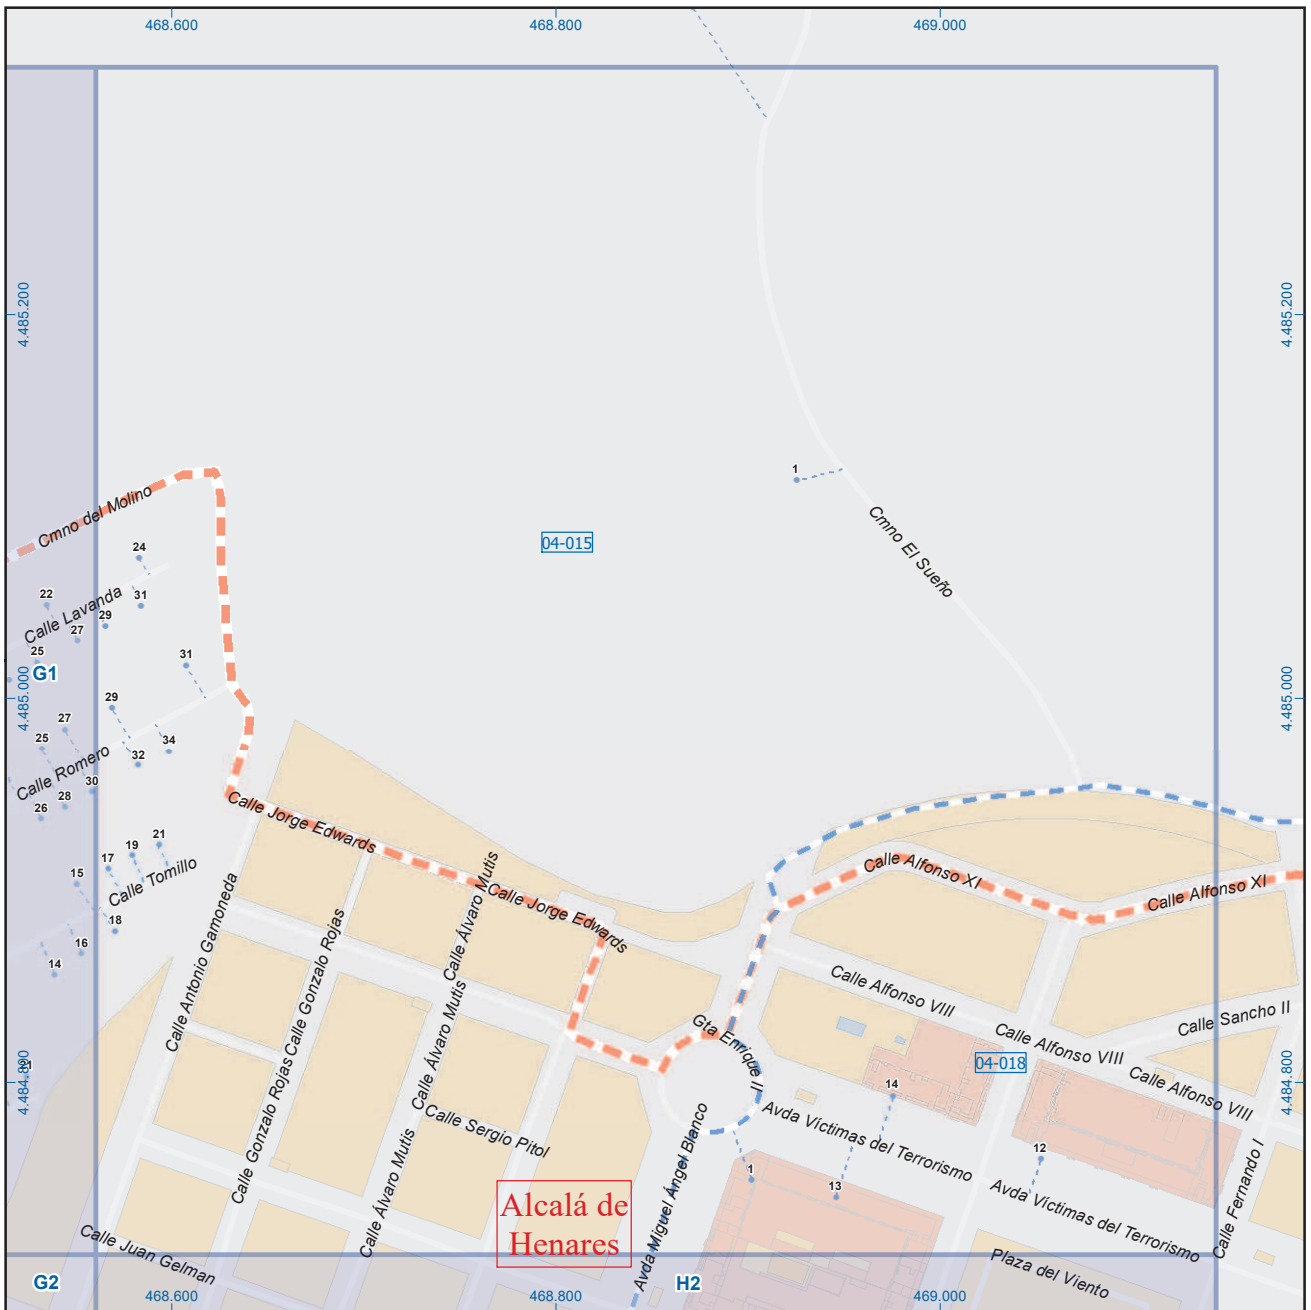 468.600
468.800
469.000
4.485.200
4.485.200
Cmno del Molino
24
04-015
1
Cmno El Sueño
22
Calle Lavanda
29
31
27
25
G1
31
4.485.000
4.485.000
29
27
25
34
32
Calle Romero
30
28
26
Calle Jorge Edwards
21
19
17
15
Calle Tomillo
18
16
14
Calle Jorge Edwards
Calle Álvaro Mutis
Calle Alfonso XI
Calle Alfonso XI
Calle Antonio Gamoneda
Calle Gonzalo Rojas
Calle Álvaro Mutis
Calle Gonzalo Rojas
Calle Alfonso VIII
Calle Alfonso VIII
Calle Alfonso VIII
Calle Sancho II
Gta Enrique II
04-018
4.484.800
4.484.800
14
Calle Sergio Pitol
Calle Álvaro Mutis
Avda Víctimas del Terrorismo
Avda Víctimas del Terrorismo
12
1
13
Alcalá de
Henares
Avda Miguel Ángel Blanco
Calle Fernando I
Calle Juan Gelman
Plaza del Viento
G2
H2
468.600
468.800
469.000